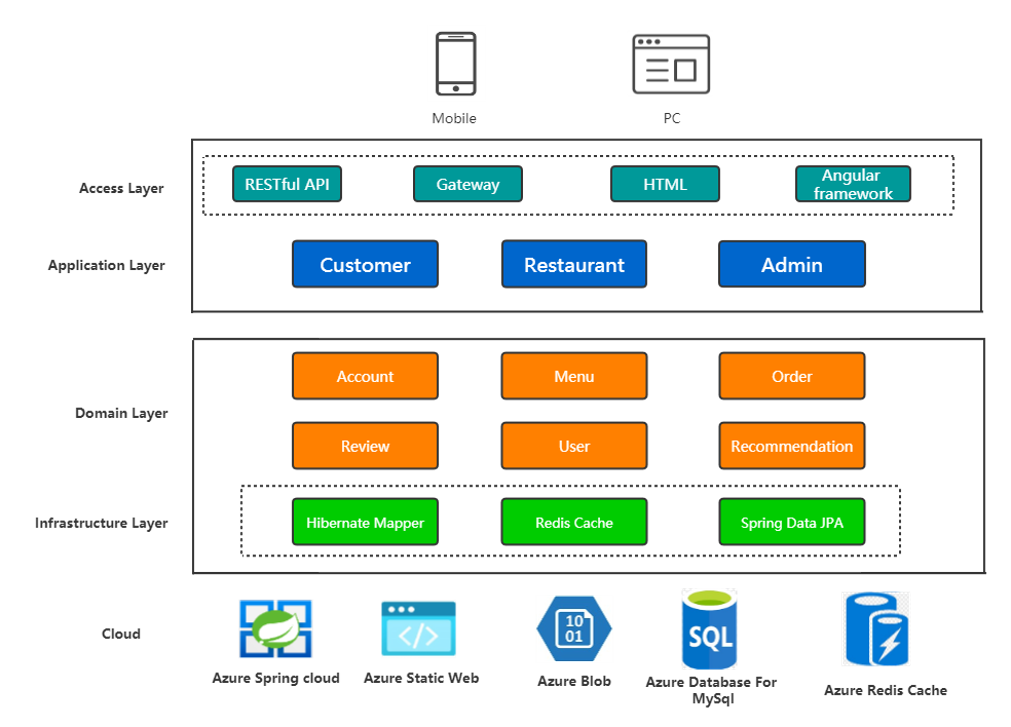 Mobile
PC
Access Layer
RESTful API
Gateway
HTML
Angular
framework
Application Layer
Customer
Restaurant
Admin
Domain Layer
Account
Menu
Order
Review
User
Recommendation
Infrastructure Layer
Hibernate Mapper
Redis Cache
Spring Data JPA
Cloud
10
01
SQL
Azure Spring cloud
Azure Static Web
Azure Blob
Azure Database For
MySql
Azure Redis Cache